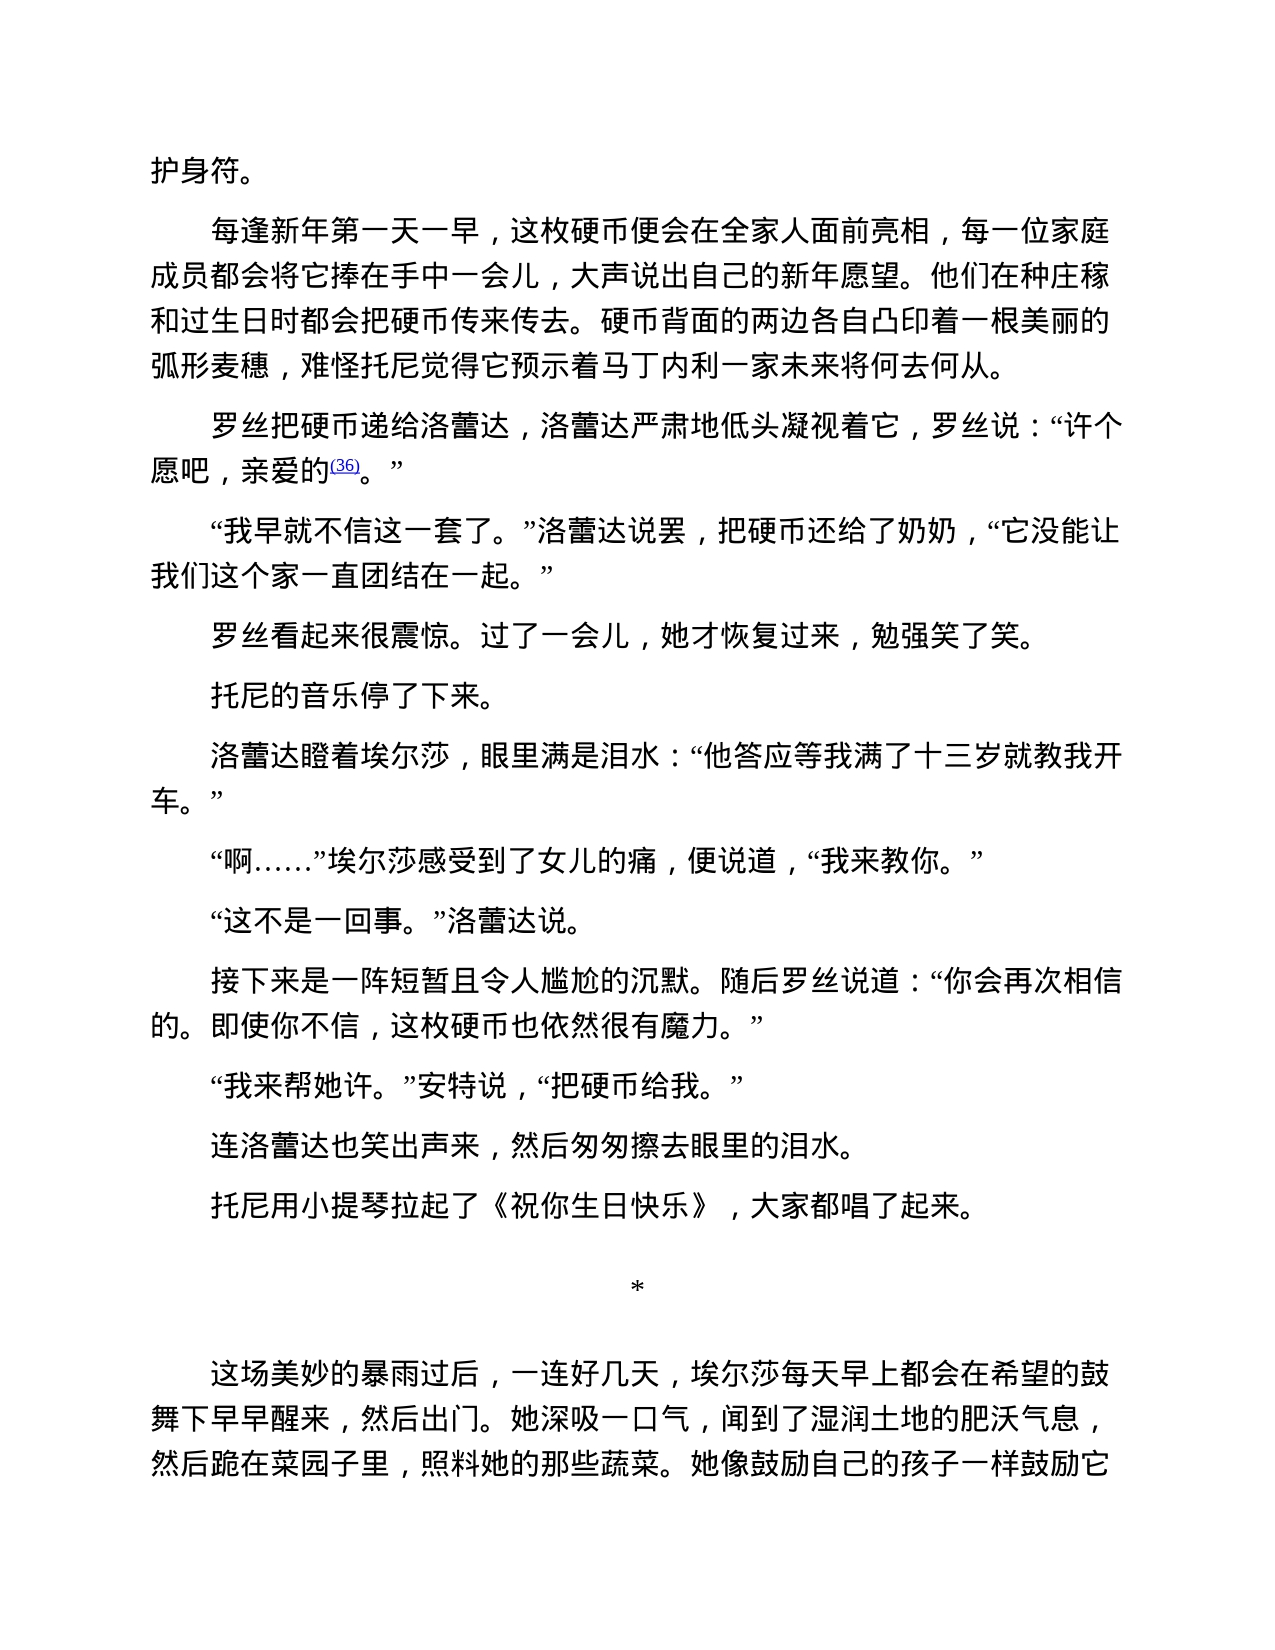 护身符。
每逢新年第一天一早，这枚硬币便会在全家人面前亮相，每一位家庭
成员都会将它捧在手中一会儿，大声说出自己的新年愿望。他们在种庄稼
和过生日时都会把硬币传来传去。硬币背面的两边各自凸印着一根美丽的
弧形麦穗，难怪托尼觉得它预示着马丁内利一家未来将何去何从。
罗丝把硬币递给洛蕾达，洛蕾达严肃地低头凝视着它，罗丝说：“许个
愿吧，亲爱的(36)。”
“我早就不信这一套了。”洛蕾达说罢，把硬币还给了奶奶，“它没能让
我们这个家一直团结在一起。”
罗丝看起来很震惊。过了一会儿，她才恢复过来，勉强笑了笑。
托尼的音乐停了下来。
洛蕾达瞪着埃尔莎，眼里满是泪水：“他答应等我满了十三岁就教我开
车。”
“啊……”埃尔莎感受到了女儿的痛，便说道，“我来教你。”
“这不是一回事。”洛蕾达说。
接下来是一阵短暂且令人尴尬的沉默。随后罗丝说道：“你会再次相信
的。即使你不信，这枚硬币也依然很有魔力。”
“我来帮她许。”安特说，“把硬币给我。”
连洛蕾达也笑出声来，然后匆匆擦去眼里的泪水。
托尼用小提琴拉起了《祝你生日快乐》，大家都唱了起来。
*
这场美妙的暴雨过后，一连好几天，埃尔莎每天早上都会在希望的鼓
舞下早早醒来，然后出门。她深吸一口气，闻到了湿润土地的肥沃气息，
然后跪在菜园子里，照料她的那些蔬菜。她像鼓励自己的孩子一样鼓励它